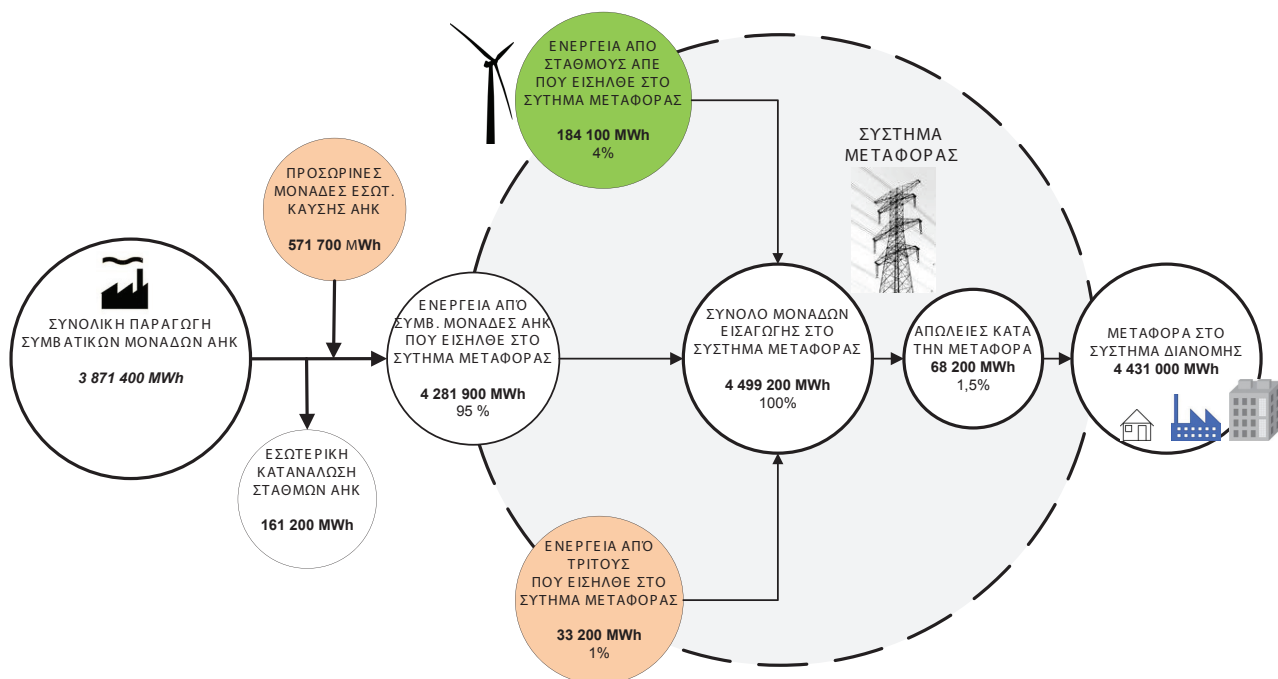 ΕΝΕΡΓΕΙΑ ΑΠΟ
ΣΤΑΘΜΟΥΣ ΑΠΕ
ΠΟΥ ΕΙΣΗΛΘΕ ΣΤΟ
ΣΥΤΗΜΑ ΜΕΤΑΦΟΡΑΣ
184 100 MWh
4%
ΣΥΣΤΗΜΑ
ΜΕΤΑΦΟΡΑΣ
ΠΡΟΣΩΡΙΝΕΣ
ΜΟΝΑΔΕΣ ΕΣΩΤ.
ΚΑΥΣΗΣ ΑΗΚ
571 700 MWh
ΣΥΝΟΛΙΚΗ ΠΑΡΑΓΩΓΗ
ΣΥΜΒΑΤΙΚΩΝ ΜΟΝΑΔΩΝ ΑΗΚ
3 871 400 MWh
ΕΝΕΡΓΕΙΑ ΑΠΌ
ΣΥΜΒ. ΜΟΝΑΔΕΣ ΑΗΚ
ΠΟΥ ΕΙΣΗΛΘΕ ΣΤΟ
ΣΥΤΗΜΑ ΜΕΤΑΦΟΡΑΣ
4 281 900 MWh
95 %
ΣΥΝΟΛΟ ΜΟΝΑΔΩΝ
ΕΙΣΑΓΩΓΗΣ ΣΤΟ
ΣΥΣΤΗΜΑ ΜΕΤΑΦΟΡΑΣ
4 499 200 MWh
100%
ΑΠΩΛΕΙΕΣ ΚΑΤΑ
ΤΗΝ ΜΕΤΑΦΟΡΑ
68 200 MWh
1,5%
ΜΕΤΑΦΟΡΑ ΣΤΟ
ΣΥΣΤΗΜΑ ΔΙΑΝΟΜΗΣ
4 431 000 MWh
ΕΣΩΤΕΡΙΚΗ
ΚΑΤΑΝΑΛΩΣΗ
ΣΤΑΘΜΩΝ ΑΗΚ
161 200 MWh
ΕΝΕΡΓΕΙΑ ΑΠΌ
ΤΡΙΤΟΥΣ
ΠΟΥ ΕΙΣΗΛΘΕ ΣΤΟ
ΣΥΤΗΜΑ ΜΕΤΑΦΟΡΑΣ
33 200 MWh
1%